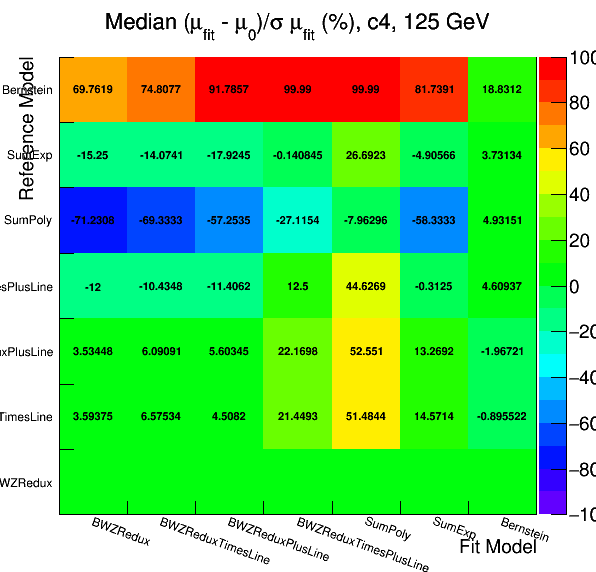 Median (μfit - μ0)/σ μfit (%), c4, 125 GeV
Reference Model
Bernstein 69.7619 74.8077 91.7857 99.99 99.99 81.7391 18.8312
SumExp -15.25 -14.0741 -17.9245 -0.140845 26.6923 -4.90566 3.73134
SumPoly -71.2308 -69.3333 -57.2535 -27.1154 -7.96296 -58.3333 4.93151
esPlusLine -12 -10.4348 -11.4062 12.5 44.6269 -0.3125 4.60937
uxPlusLine 3.53448 6.09091 5.60345 22.1698 52.551 13.2692 -1.96721
TimesLine 3.59375 6.57534 4.5082 21.4493 51.4844 14.5714 -0.895522
WZRedux
BWZRedux BWZReduxTimesLine BWZReduxPlusLine BWZReduxTimesPlusLine SumPoly SumExp Bernstein
Fit Model
100
80
60
40
20
0
−20
−40
−60
−80
−10